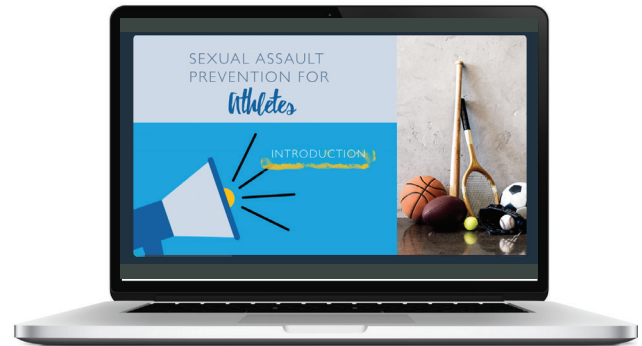 SEXUAL ASSAULT
PREVENTION FOR
Athletes
INTRODUCTION